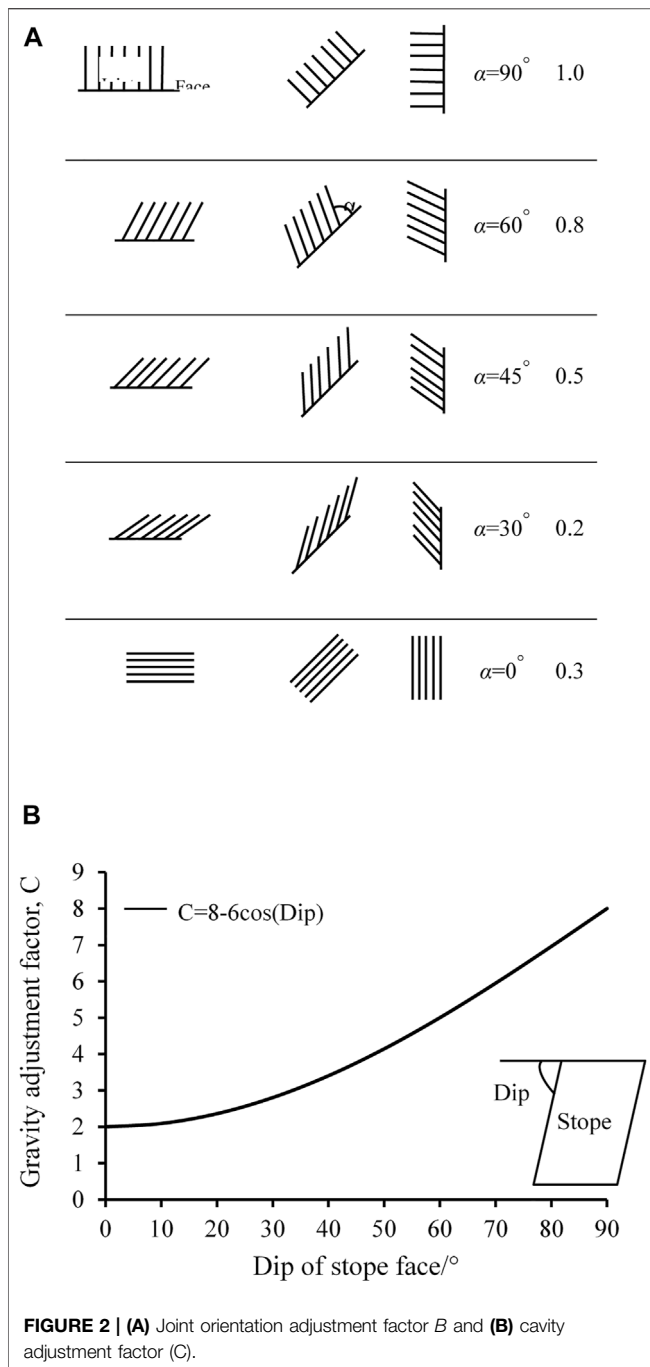 A
Face
α=90° 1.0
α
α=60° 0.8
α=45° 0.5
α=30° 0.2
α=0° 0.3
B
Gravity adjustment factor, C
9
8
7
6
5
4
3
2
1
0
C=8-6cos(Dip)
Dip
Stope
0 10 20 30 40 50 60 70 80 90
Dip of stope face/°
FIGURE 2 | (A) Joint orientation adjustment factor B and (B) cavity
adjustment factor (C).